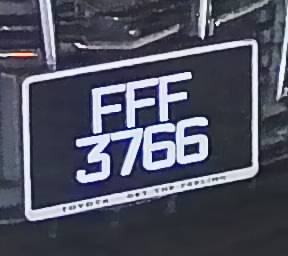 FFF
3766
TOYOTA GET THE FEELING